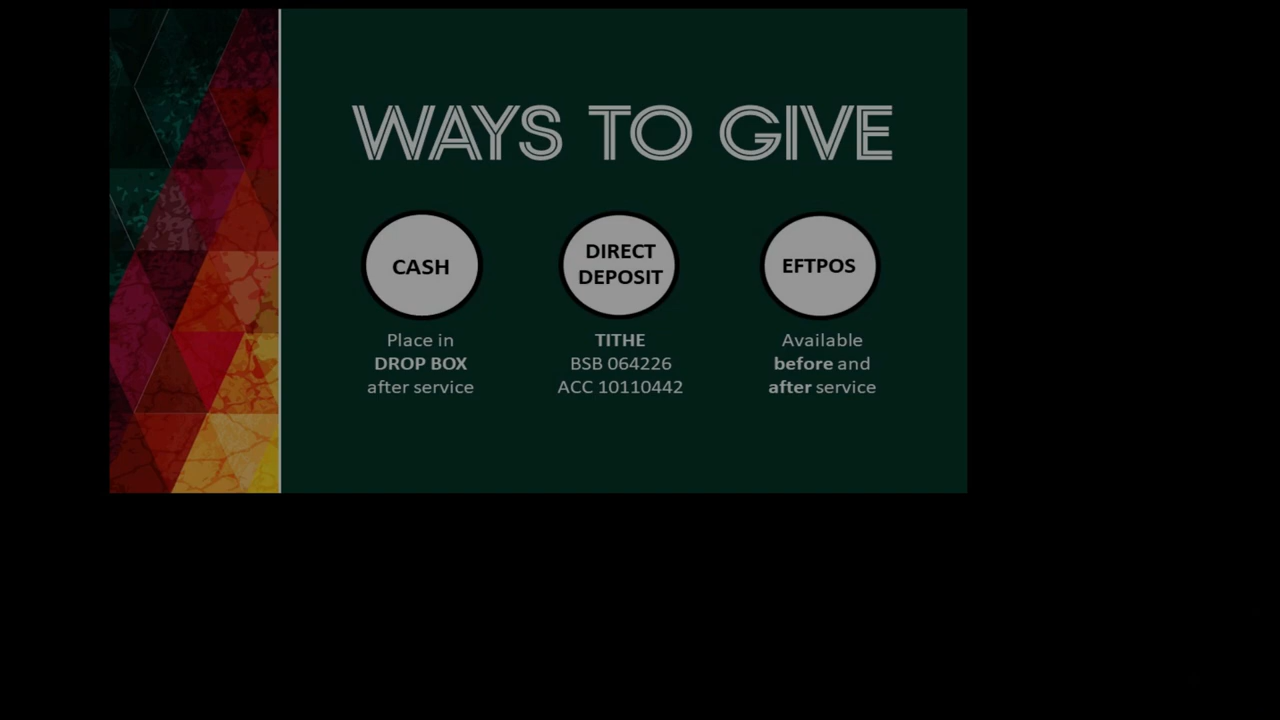 WAYS TO GIVE
CASH
Place in
DROP BOX
after service
DIRECT
DEPOSIT
TITHE
BSB 064226
ACC 10110442
EFTPOS
Available
before and
after service